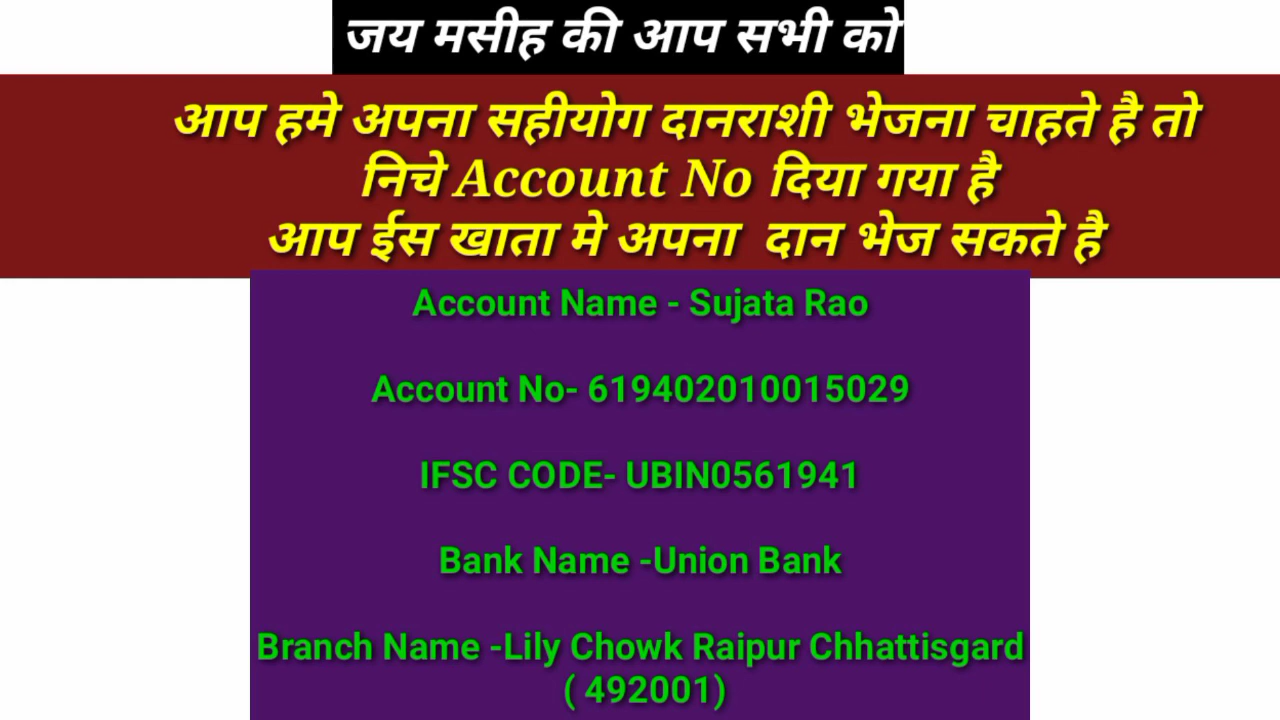 जय मसीह की आप सभी को
आप हमे अपना सहीयोग दानराशी भेजना चाहते है तो
निचे Account No दिया गया है
आप ईस खाता मे अपना दान भेज सकते है
Account Name - Sujata Rao
Account No- 619402010015029
IFSC CODE- UBIN0561941
Bank Name -Union Bank
Branch Name -Lily Chowk Raipur Chhattisgard
( 492001)